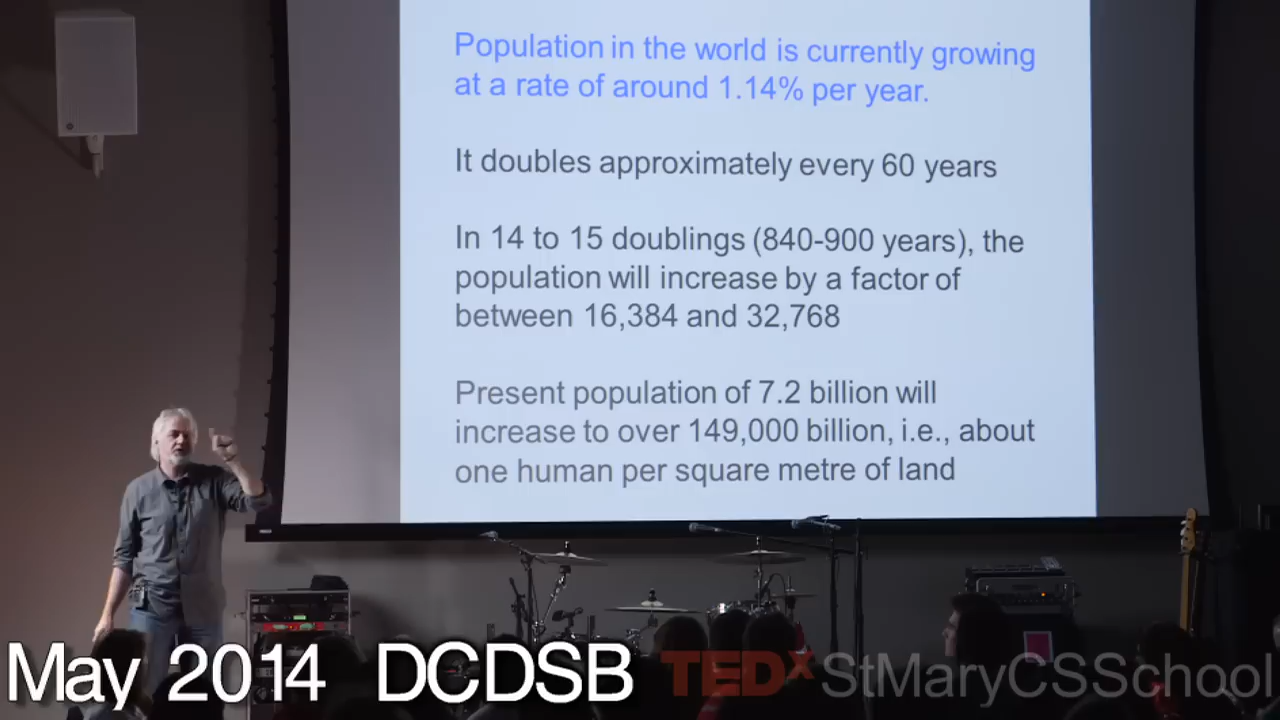 Population in the world is currently growing
at a rate of around 1.14% per year.
It doubles approximately every 60 years
In 14 to 15 doublings (840-900 years), the
population will increase by a factor of
between 16,384 and 32,768
Present population of 7.2 billion will
increase to over 149,000 billion, i.e., about
one human per square metre of land
May 2014 DCDSB TEDxStMaryCSSchool